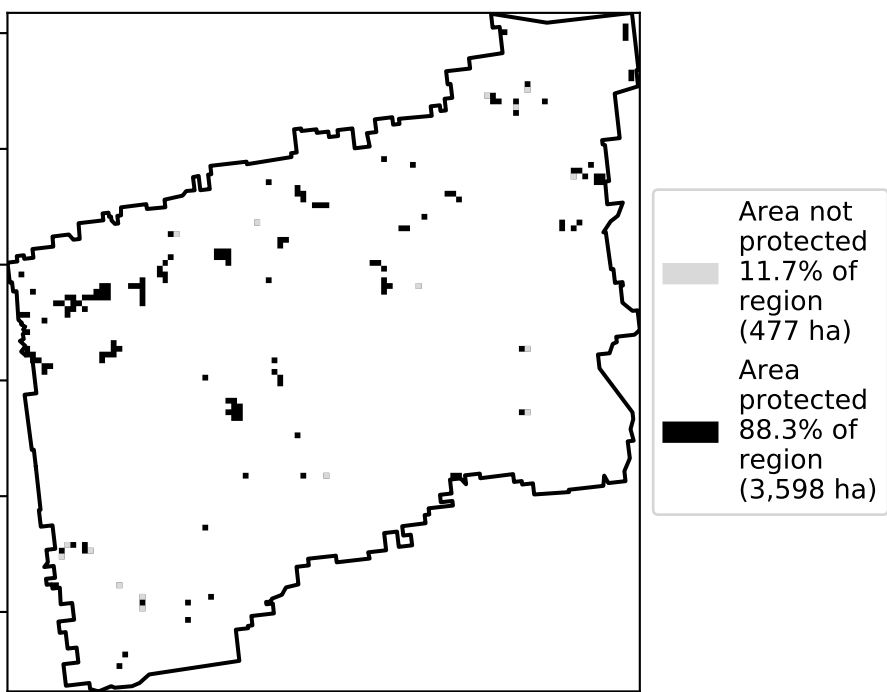 Area not
protected
11.7% of
region
(477 ha)
Area
protected
88.3% of
region
(3,598 ha)